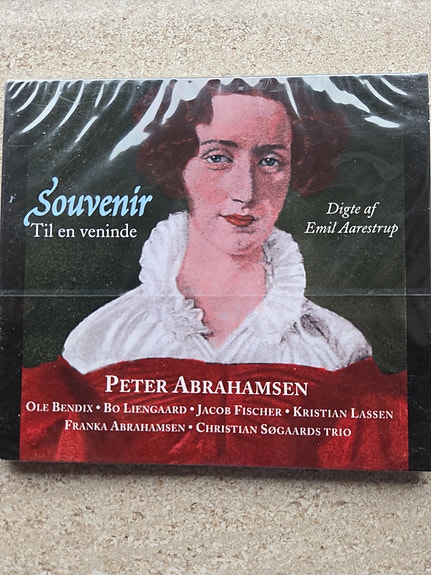 Souvenir
Til en veninde
Digte af
Emil Aarestrup
PETER ABRAHAMSEN
OLE BENDIX • BO LIENGAARD • JACOB FISCHER • KRISTIAN LASSEN
FRANKA ABRAHAMSEN • CHRISTIAN SØGAARDS TRIO